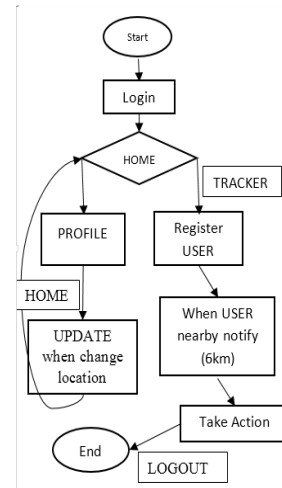 Start
Login
HOME
TRACKER
PROFILE
Register
USER
HOME
When USER
nearby notify
(6km)
UPDATE
when change
location
Take Action
End
LOGOUT